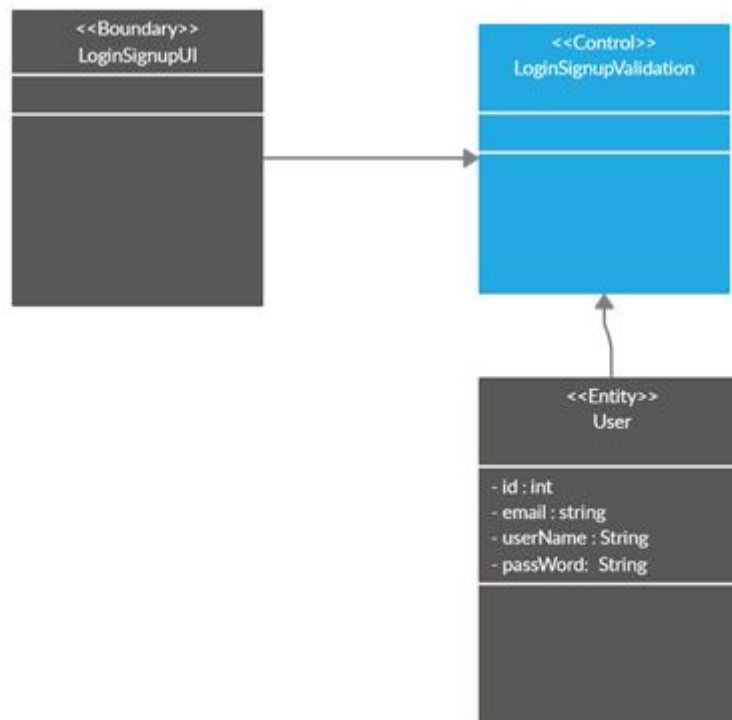 <<Boundary>>
LoginSignupUI
<<Control>>
LoginSignupValidation
<<Entity>>
User
- id : int
- email : string
- userName : String
- passWord:  String